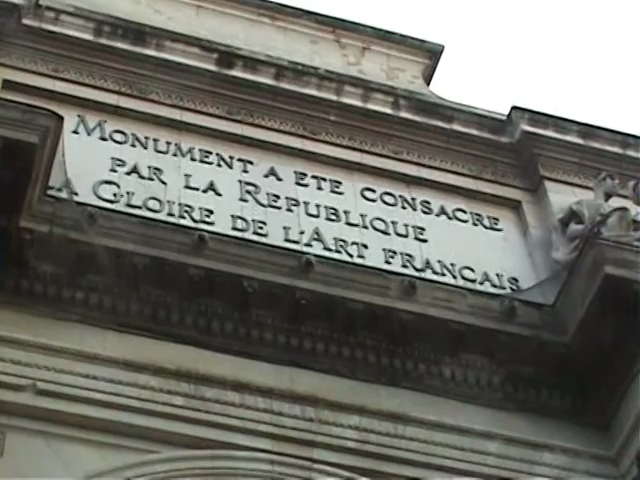 MONUMENT A ETE CONSACRE
PAR LA REPUBLIQUE
A GLOIRE DE L'ART FRANCAIS